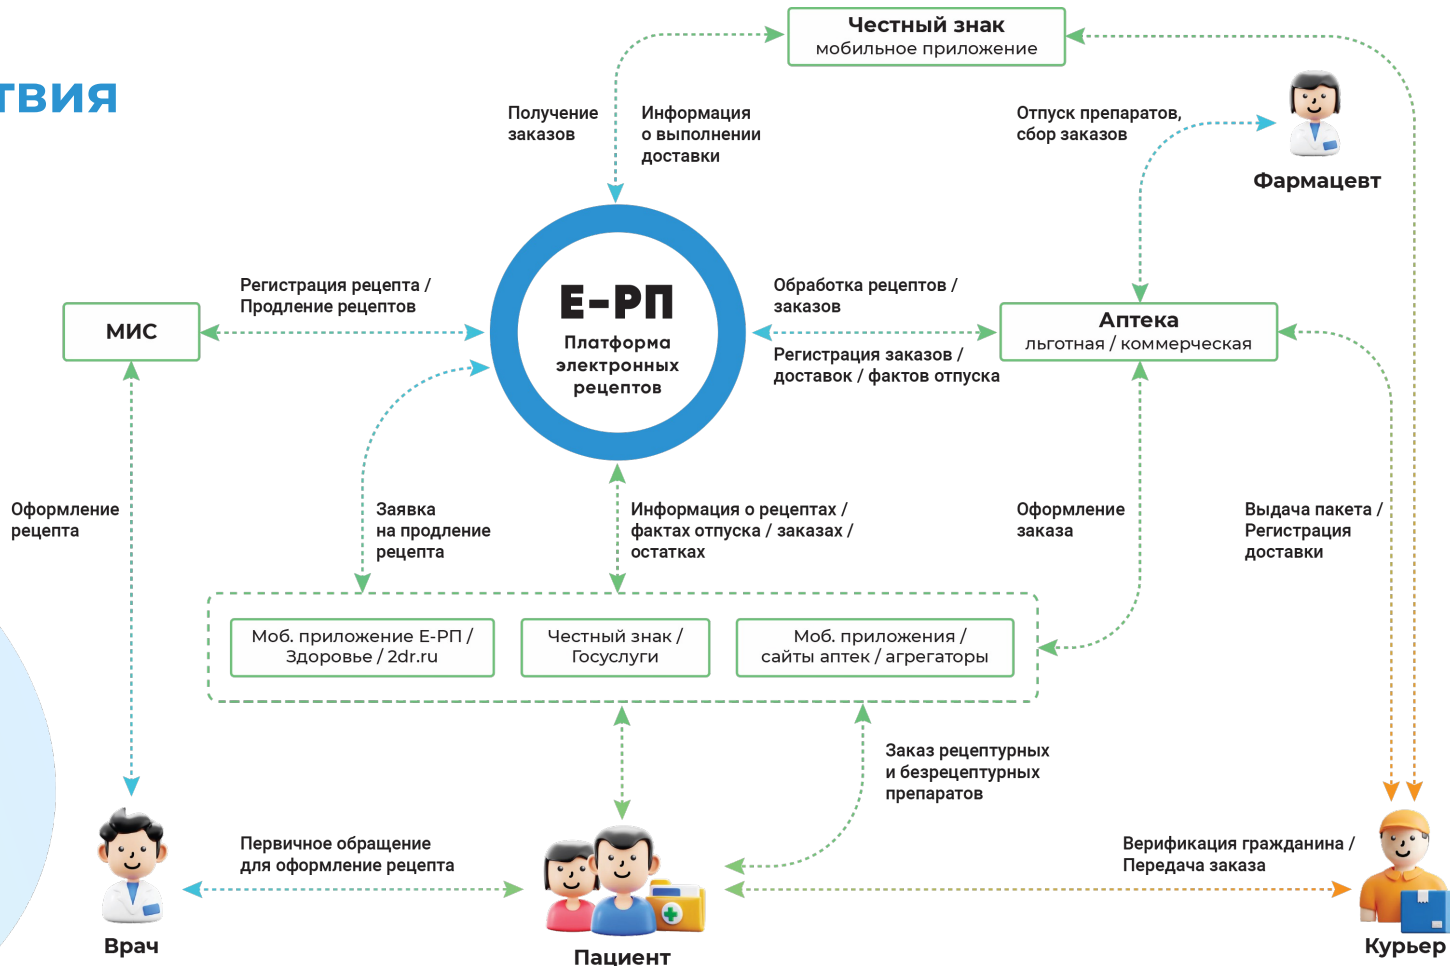 Честный знак
мобильное приложение
твия
Получение
заказов
Информация
о выполнении
доставки
Отпуск препаратов,
сбор заказов
Фармацевт
Регистрация рецепта /
Продление рецептов
Е-РП
Платформа
электронных
рецептов
Обработка рецептов /
заказов
Регистрация заказов /
доставок / фактов отпуска
МИС
Аптека
льготная / коммерческая
Оформление
рецепта
Заявка
на продление
рецепта
Информация о рецептах /
фактах отпуска / заказах /
остатках
Оформление
заказа
Выдача пакета /
Регистрация
доставки
Моб. приложение Е-РП /
Здоровье / 2dr.ru
Честный знак /
Госуслуги
Моб. приложения /
сайты аптек / агрегаторы
Заказ рецептурных
и безрецептурных
препаратов
Первичное обращение
для оформление рецепта
Верификация гражданина /
Передача заказа
Врач
Пациент
Курьер